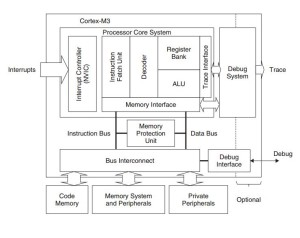 Cortex-M3
Processor Core System
Interrupts
Interrupt Controller
(NVIC)
Instruction
Fetch Unit
Decoder
Register
Bank
ALU
Trace Interface
Memory Interface
Debug
System
Trace
Instruction Bus
Memory
Protection
Unit
Data Bus
Bus Interconnect
Debug
Interface
Debug
Code
Memory
Memory System
and Peripherals
Private
Peripherals
Optional